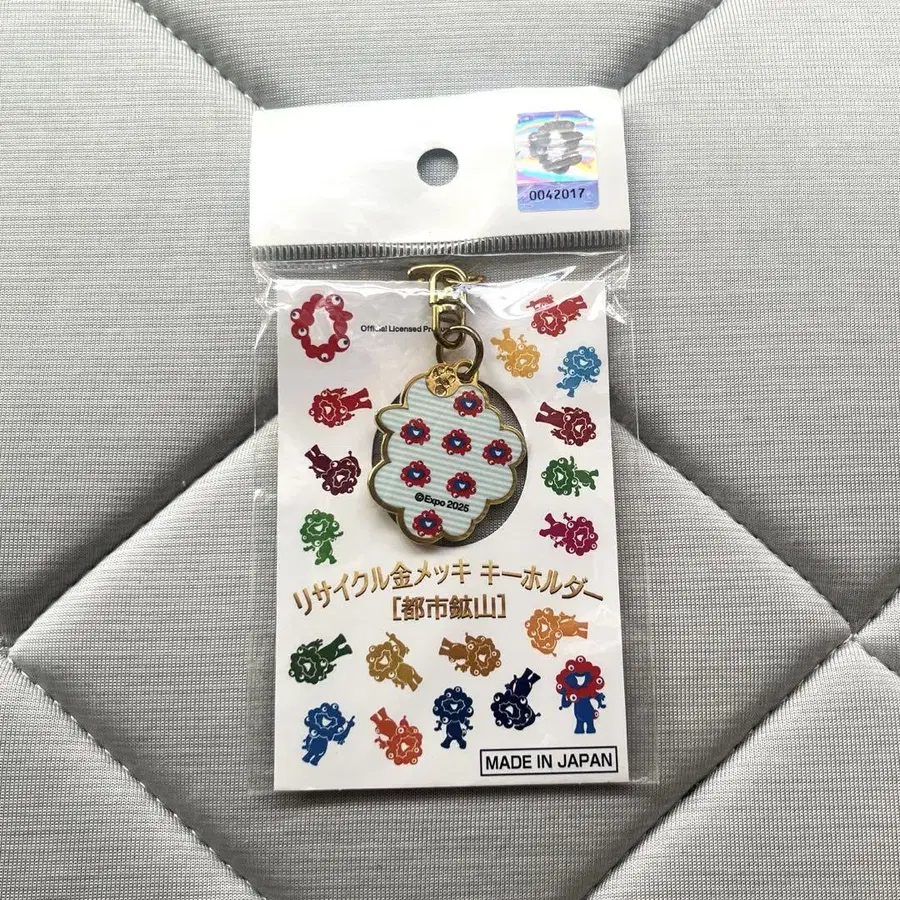 0042017
Official Licensed Produ
©Expo 2025
リサイクル金メッキ キーホルダー
[都市鉱山]
MADE IN JAPAN